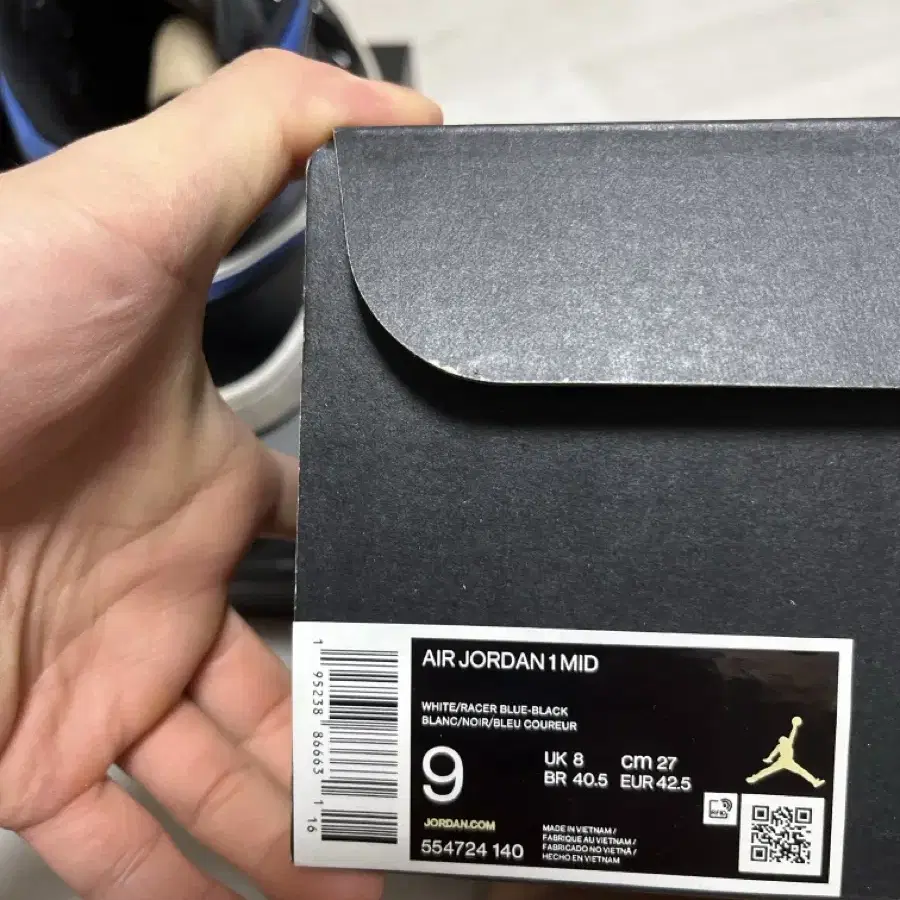 AIR JORDAN 1 MID
WHITE/RACER BLUE-BLACK
BLANC/NOIR/BLEU COUREUR
9
UK 8 cm 27
BR 40.5 EUR 42.5
JORDAN.COM
554724 140
MADE IN VIETNAM /
FABRIQUE AU VIETNAM /
FABRICADO NO VIETNÃ /
HECHO EN VIETNAM
RFID
1 95238 86663 1 16